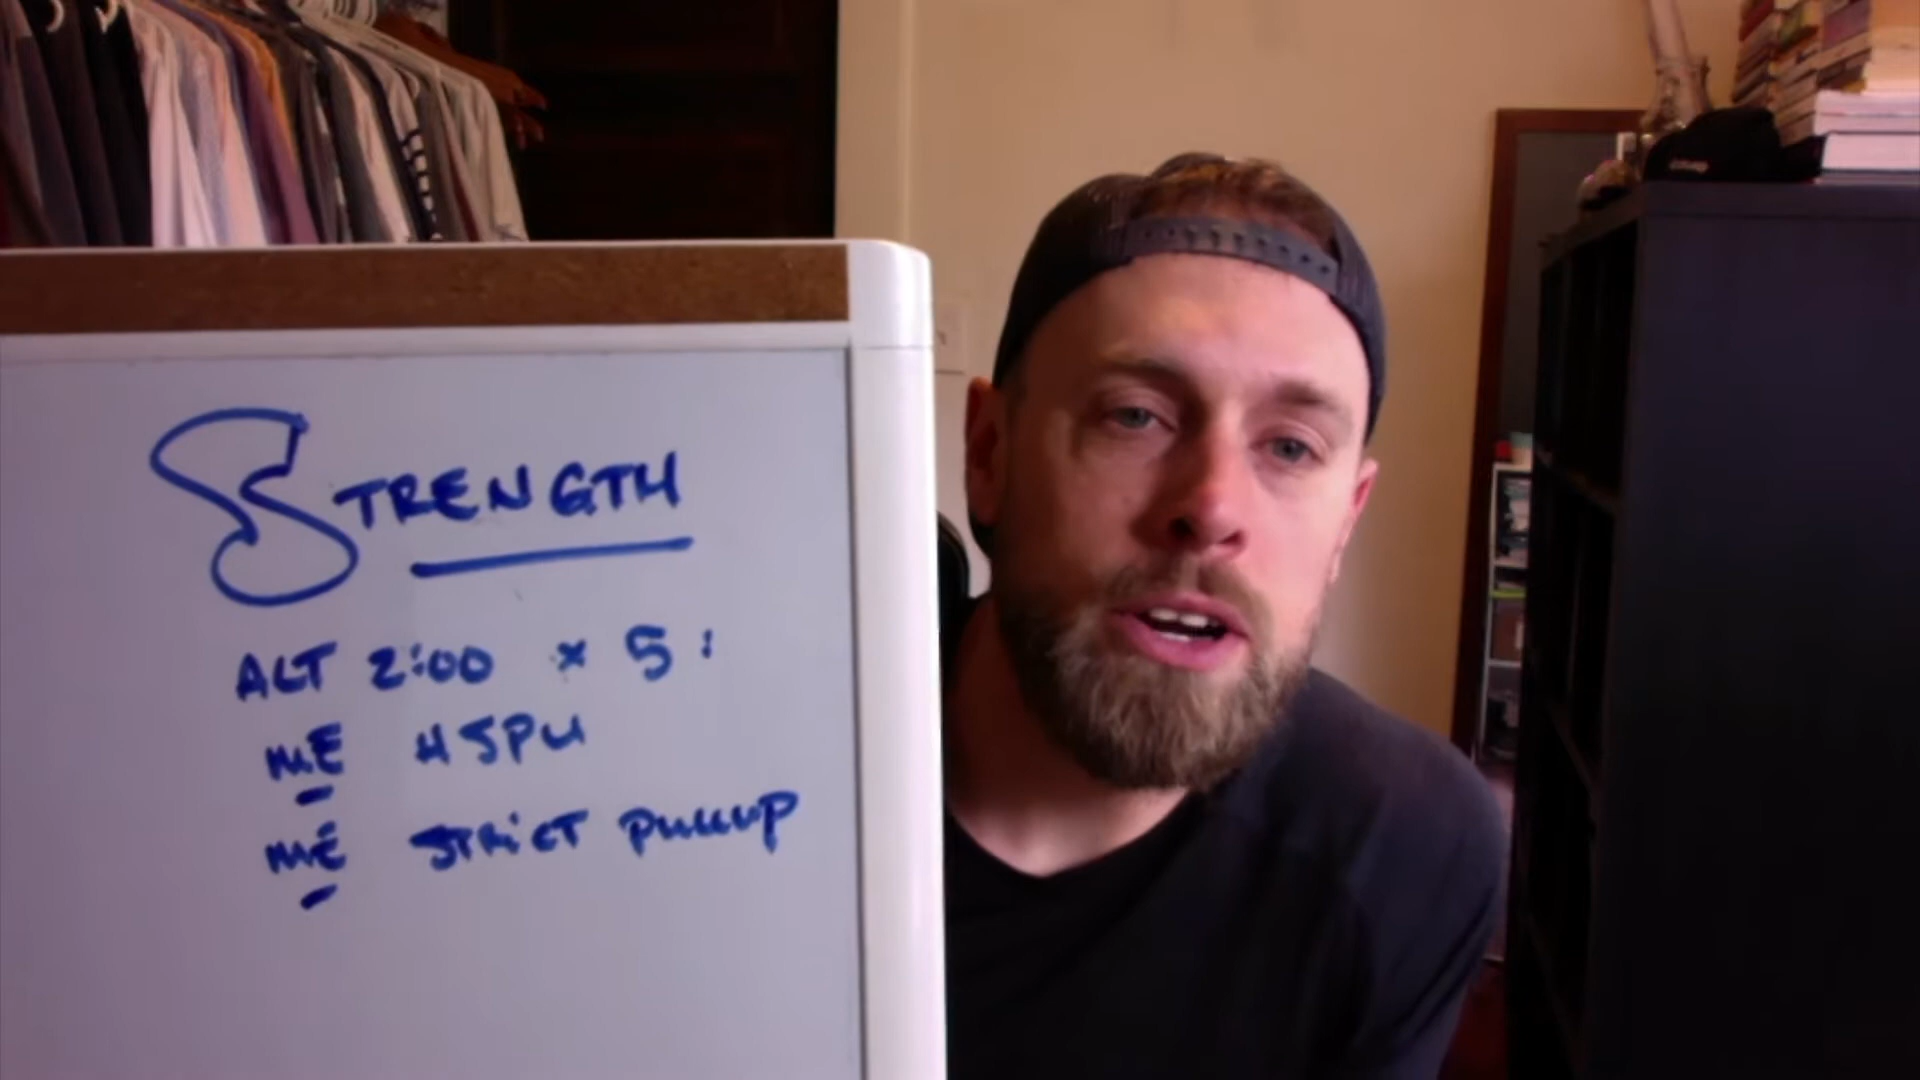 STRENGTH
ALT 2:00 x 5:
ME HSPU
ME STRICT PULLUP